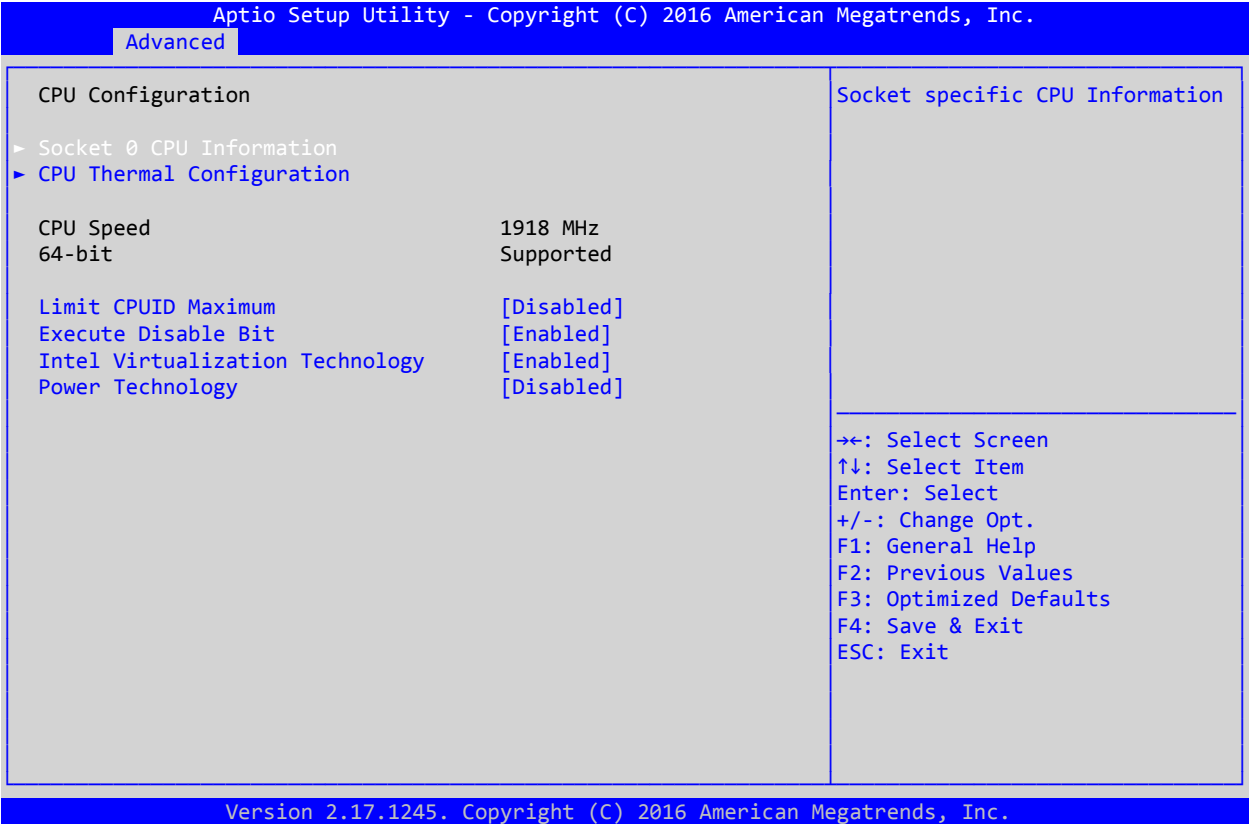 Aptio Setup Utility - Copyright (C) 2016 American Megatrends, Inc.
Advanced
CPU Configuration
► Socket 0 CPU Information
► CPU Thermal Configuration
CPU Speed 1918 MHz
64-bit Supported
Limit CPUID Maximum [Disabled]
Execute Disable Bit [Enabled]
Intel Virtualization Technology [Enabled]
Power Technology [Disabled]
Socket specific CPU Information
→←: Select Screen
↑↓: Select Item
Enter: Select
+/-: Change Opt.
F1: General Help
F2: Previous Values
F3: Optimized Defaults
F4: Save & Exit
ESC: Exit
Version 2.17.1245. Copyright (C) 2016 American Megatrends, Inc.